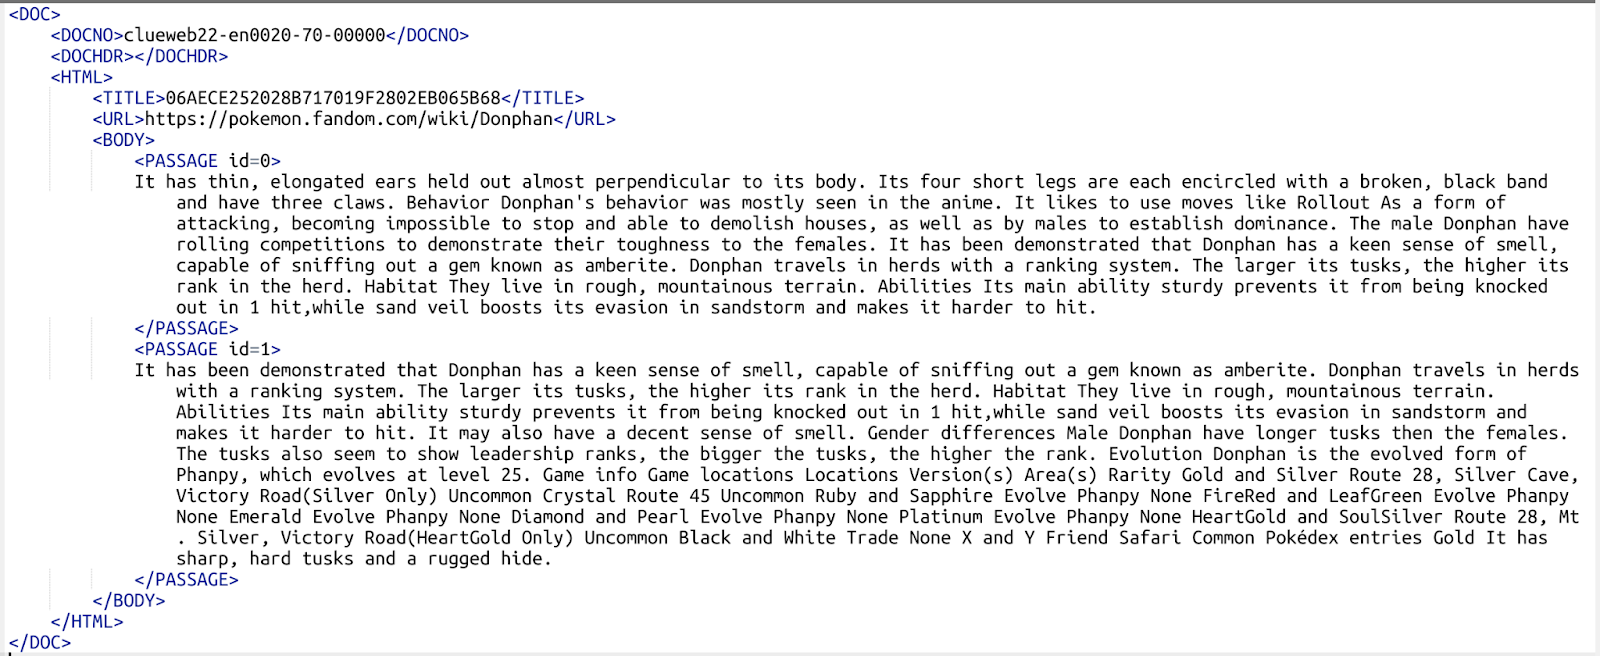 <DOC>
<DOCNO>clueweb22-en0020-70-00000</DOCNO>
<DOCHDR></DOCHDR>
<HTML>
<TITLE>06AECE252028B717019F2802EB065B68</TITLE>
<URL>https://pokemon.fandom.com/wiki/Donphan</URL>
<BODY>
<PASSAGE id=0>
It has thin, elongated ears held out almost perpendicular to its body. Its four short legs are each encircled with a broken, black band
and have three claws. Behavior Donphan's behavior was mostly seen in the anime. It likes to use moves like Rollout As a form of
attacking, becoming impossible to stop and able to demolish houses, as well as by males to establish dominance. The male Donphan have
rolling competitions to demonstrate their toughness to the females. It has been demonstrated that Donphan has a keen sense of smell,
capable of sniffing out a gem known as amberite. Donphan travels in herds with a ranking system. The larger its tusks, the higher its
rank in the herd. Habitat They live in rough, mountainous terrain. Abilities Its main ability sturdy prevents it from being knocked
out in 1 hit,while sand veil boosts its evasion in sandstorm and makes it harder to hit.
</PASSAGE>
<PASSAGE id=1>
It has been demonstrated that Donphan has a keen sense of smell, capable of sniffing out a gem known as amberite. Donphan travels in herds
with a ranking system. The larger its tusks, the higher its rank in the herd. Habitat They live in rough, mountainous terrain.
Abilities Its main ability sturdy prevents it from being knocked out in 1 hit,while sand veil boosts its evasion in sandstorm and
makes it harder to hit. It may also have a decent sense of smell. Gender differences Male Donphan have longer tusks then the females.
The tusks also seem to show leadership ranks, the bigger the tusks, the higher the rank. Evolution Donphan is the evolved form of
Phanpy, which evolves at level 25. Game info Game locations Locations Version(s) Area(s) Rarity Gold and Silver Route 28, Silver Cave,
Victory Road(Silver Only) Uncommon Crystal Route 45 Uncommon Ruby and Sapphire Evolve Phanpy None FireRed and LeafGreen Evolve Phanpy
None Emerald Evolve Phanpy None Diamond and Pearl Evolve Phanpy None Platinum Evolve Phanpy None HeartGold and SoulSilver Route 28, Mt
. Silver, Victory Road(HeartGold Only) Uncommon Black and White Trade None X and Y Friend Safari Common Pokédex entries Gold It has
sharp, hard tusks and a rugged hide.
</PASSAGE>
</BODY>
</HTML>
</DOC>